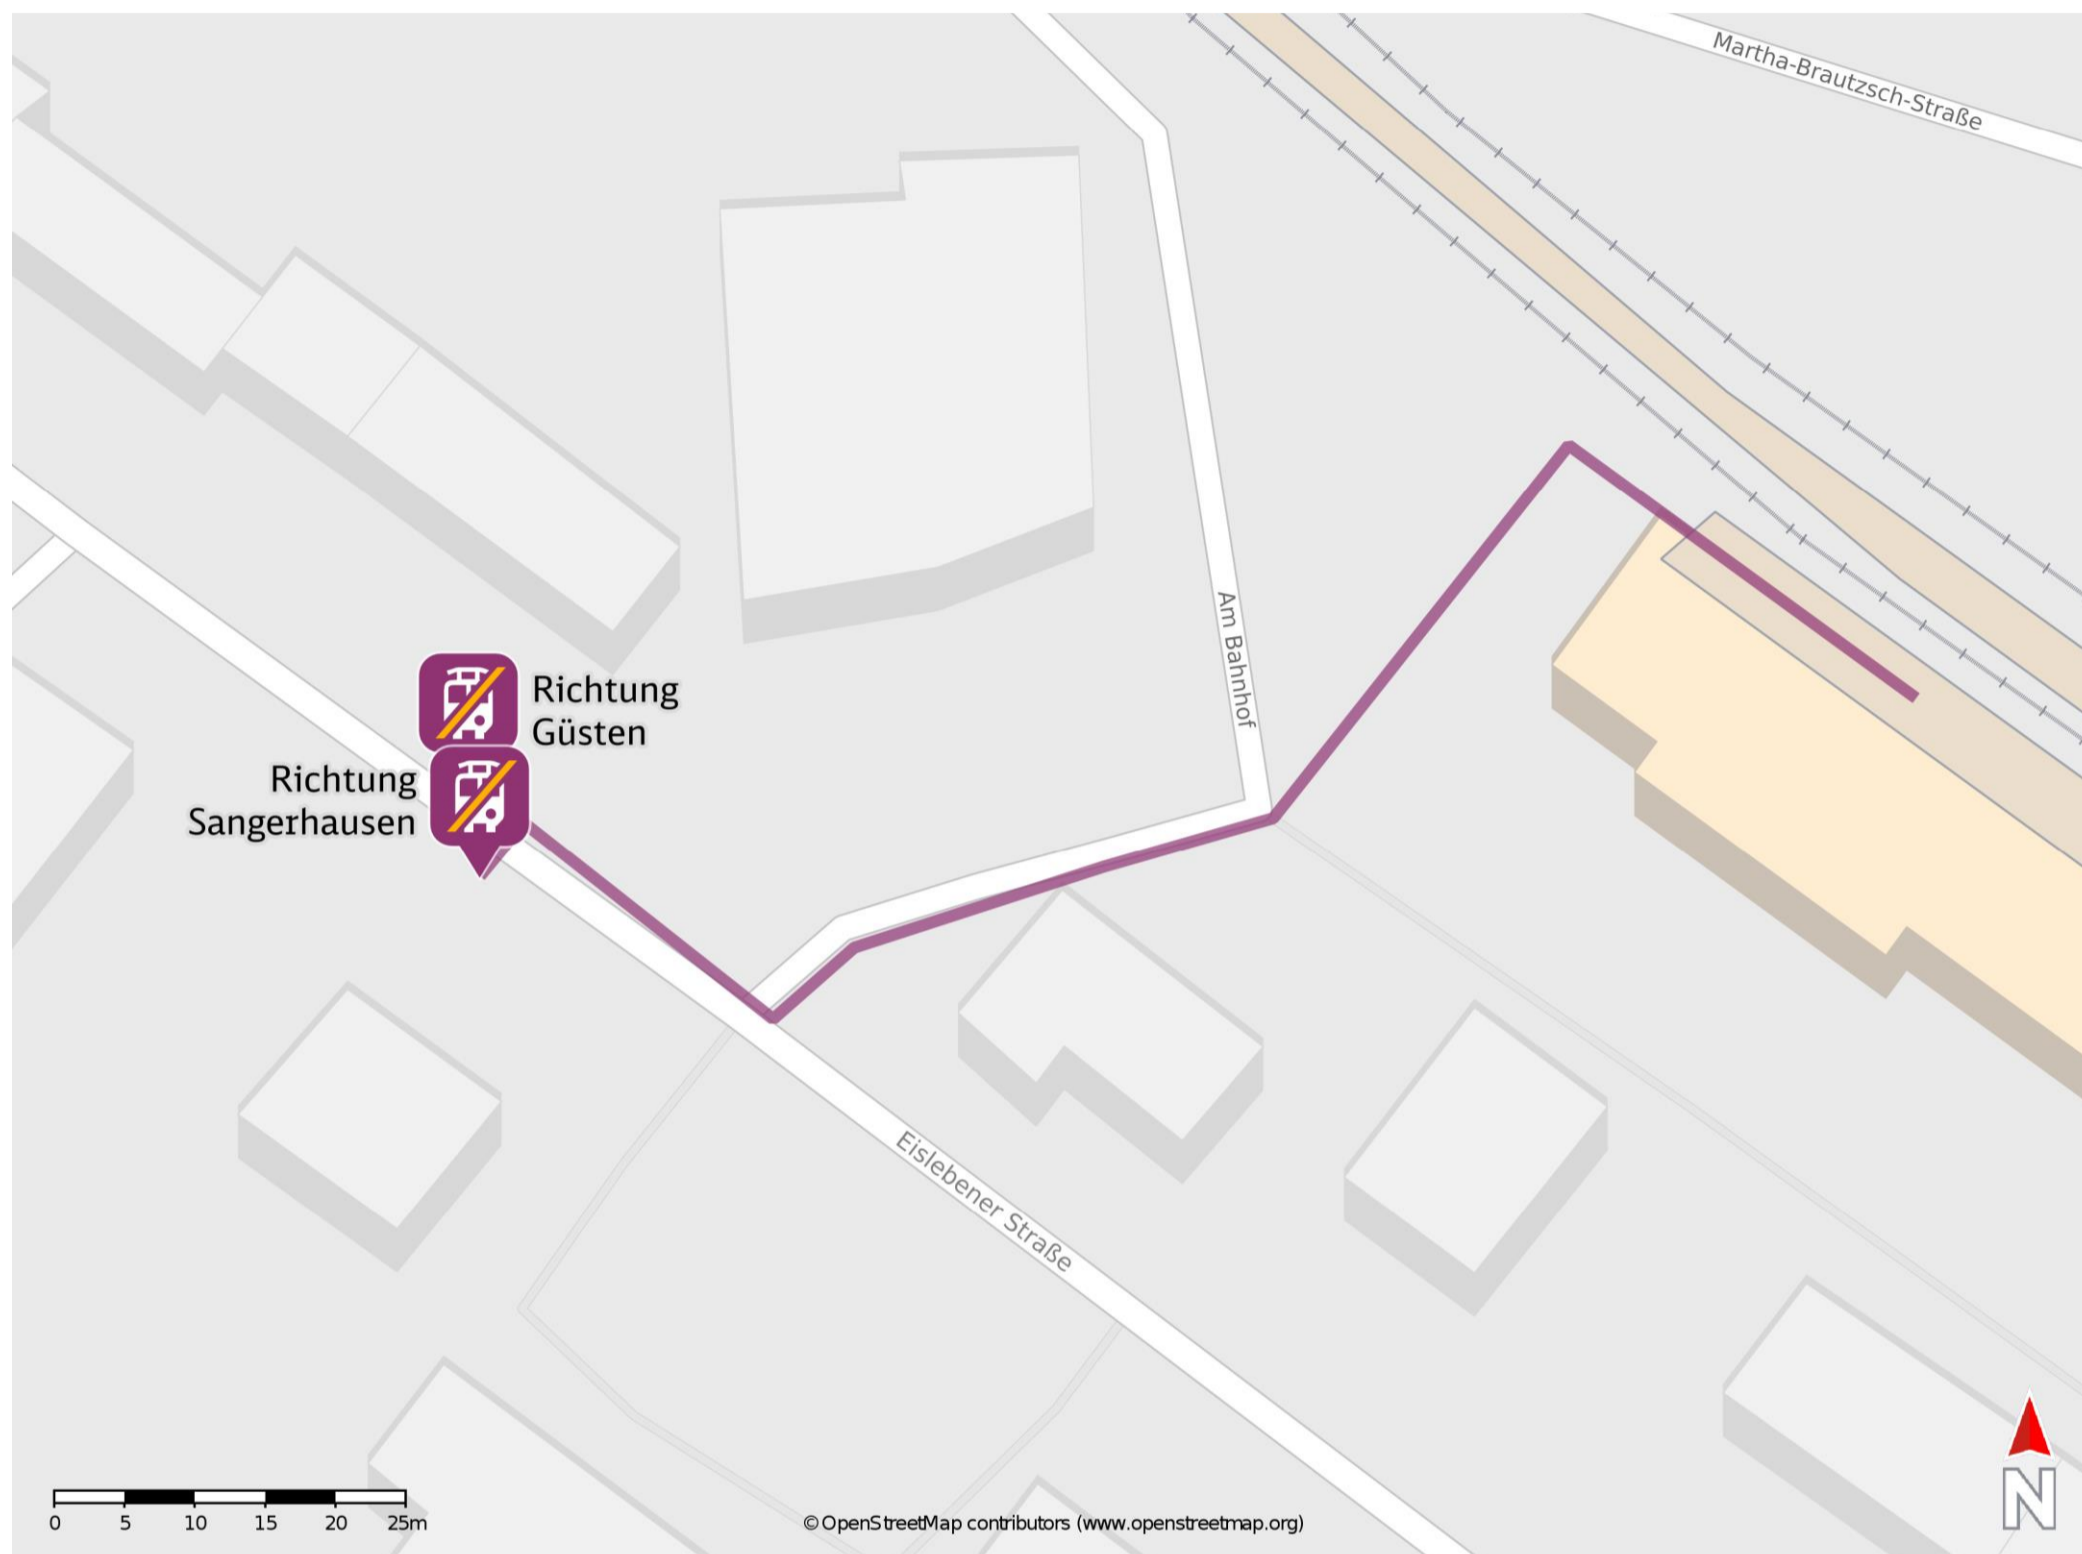 Martha-Brautzsch-Straße
Am Bahnhof
Richtung
Güsten
Richtung
Sangerhausen
Eislebener Straße
0 5 10 15 20 25m
© OpenStreetMap contributors (www.openstreetmap.org)
N